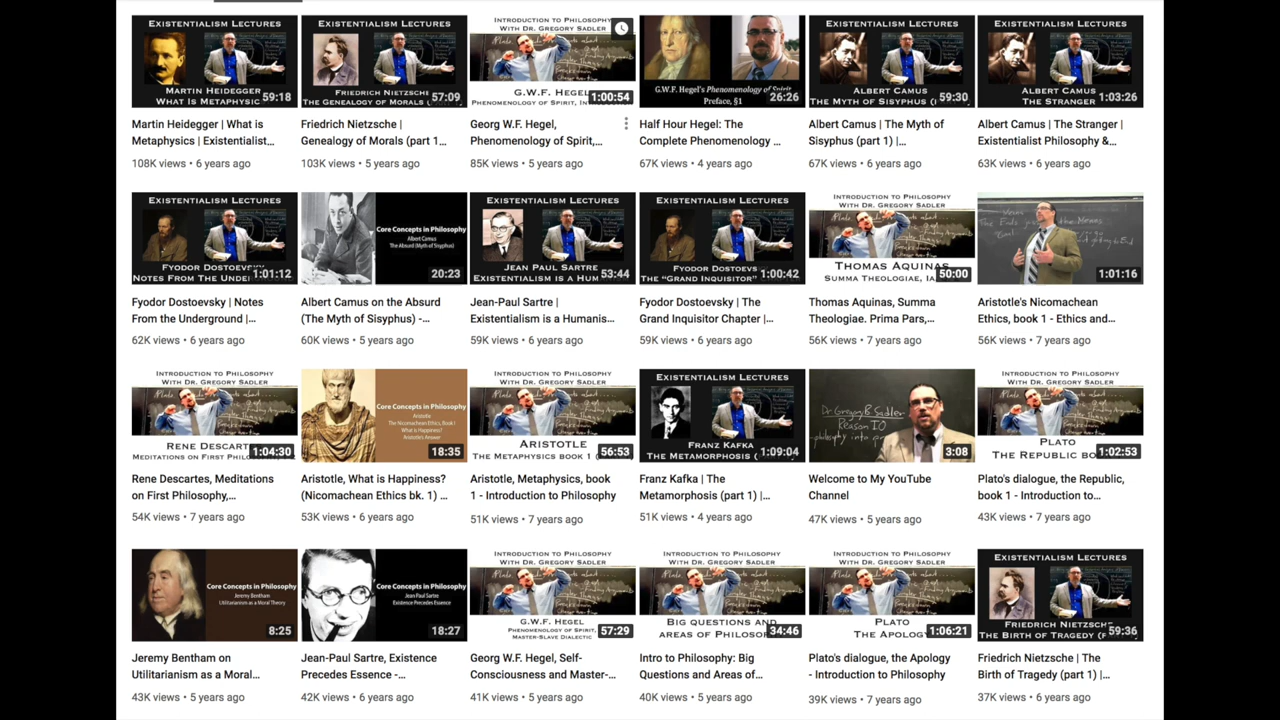 EXISTENTIALISM LECTURES
MARTIN HEIDEGGER
WHAT IS METAPHYSIC
59:18
Martin Heidegger | What is
Metaphysics | Existentialist...
108K views • 6 years ago
EXISTENTIALISM LECTURES
FRIEDRICH NIETZSCHE
THE GENEALOGY OF MORALS
57:09
Friedrich Nietzsche |
Genealogy of Morals (part 1...
103K views • 5 years ago
INTRODUCTION TO PHILOSOPHY
WITH DR. GREGORY SADLER
G.W.F. HEGEL
PHENOMENOLOGY OF SPIRIT,
1:00:54
Georg W.F. Hegel,
Phenomenology of Spirit,...
85K views • 5 years ago
G.W.F. Hegel's Phenomenology of Spirit
Preface, §1
26:26
Half Hour Hegel: The
Complete Phenomenology ...
67K views • 4 years ago
EXISTENTIALISM LECTURES
ALBERT CAMUS
THE MYTH OF SISYPHUS
59:30
Albert Camus | The Myth of
Sisyphus (part 1) |...
67K views • 6 years ago
EXISTENTIALISM LECTURES
ALBERT CAMUS
THE STRANGER
1:03:26
Albert Camus | The Stranger |
Existentialist Philosophy &...
63K views • 6 years ago
EXISTENTIALISM LECTURES
FYODOR DOSTOEVSKY
NOTES FROM THE UNDE
1:01:12
Fyodor Dostoevsky | Notes
From the Underground |...
62K views • 6 years ago
Core Concepts in Philosophy
Albert Camus
The Absurd (Myth of Sisyphus)
20:23
Albert Camus on the Absurd
(The Myth of Sisyphus) -...
60K views • 5 years ago
EXISTENTIALISM LECTURES
JEAN PAUL SARTRE
EXISTENTIALISM IS A HUM
53:44
Jean-Paul Sartre |
Existentialism is a Humanis...
59K views • 6 years ago
EXISTENTIALISM LECTURES
FYODOR DOSTOEVS
THE "GRAND INQUISITOR"
1:00:42
Fyodor Dostoevsky | The
Grand Inquisitor Chapter |...
59K views • 6 years ago
INTRODUCTION TO PHILOSOPHY
WITH DR. GREGORY SADLER
THOMAS AQUINAS
SUMMA THEOLOGIAE, IA
50:00
Thomas Aquinas, Summa
Theologiae. Prima Pars,...
56K views • 7 years ago
1:01:16
Aristotle's Nicomachean
Ethics, book 1 - Ethics and...
56K views • 7 years ago
INTRODUCTION TO PHILOSOPHY
WITH DR. GREGORY SADLER
RENE DESCART
MEDITATIONS ON FIRST PHILO
1:04:30
Rene Descartes, Meditations
on First Philosophy,...
54K views • 7 years ago
Core Concepts in Philosophy
Aristotle
The Nicomachean Ethics, Book I
What is Happiness?
Aristotle's Answer
18:35
Aristotle, What is Happiness?
(Nicomachean Ethics bk. 1) ...
53K views • 6 years ago
INTRODUCTION TO PHILOSOPHY
WITH DR. GREGORY SADLER
ARISTOTLE
THE METAPHYSICS BOOK 1
56:53
Aristotle, Metaphysics, book
1 - Introduction to Philosophy
51K views • 7 years ago
EXISTENTIALISM LECTURES
FRANZ KAFKA
THE METAMORPHOSIS
1:09:04
Franz Kafka | The
Metamorphosis (part 1) |...
51K views • 4 years ago
Dr Gregory B Sadler
Reason IO
philosophy into
3:08
Welcome to My YouTube
Channel
47K views • 5 years ago
INTRODUCTION TO PHILOSOPHY
WITH DR. GREGORY SADLER
PLATO
THE REPUBLIC BO
1:02:53
Plato's dialogue, the Republic,
book 1 - Introduction to...
43K views • 7 years ago
Core Concepts in Philosophy
Jeremy Bentham
Utilitarianism as a Moral Theory
8:25
Jeremy Bentham on
Utilitarianism as a Moral...
43K views • 5 years ago
Core Concepts in Philosophy
Jean-Paul Sartre
Existence Precedes Essence
18:27
Jean-Paul Sartre, Existence
Precedes Essence -...
42K views • 6 years ago
INTRODUCTION TO PHILOSOPHY
WITH DR. GREGORY SADLER
G.W.F. HEGEL
PHENOMENOLOGY OF SPIRIT,
MASTER-SLAVE DIALECTIC
57:29
Georg W.F. Hegel, Self-
Consciousness and Master-...
41K views • 5 years ago
INTRODUCTION TO PHILOSOPHY
WITH DR. GREGORY SADLER
BIG QUESTIONS AND
AREAS OF PHILOSO
34:46
Intro to Philosophy: Big
Questions and Areas of...
40K views • 5 years ago
INTRODUCTION TO PHILOSOPHY
WITH DR. GREGORY SADLER
PLATO
THE APOLOG
1:06:21
Plato's dialogue, the Apology
- Introduction to Philosophy
39K views • 7 years ago
EXISTENTIALISM LECTURES
FRIEDRICH NIETZSCHE
THE BIRTH OF TRAGEDY
59:36
Friedrich Nietzsche | The
Birth of Tragedy (part 1) |...
37K views • 6 years ago